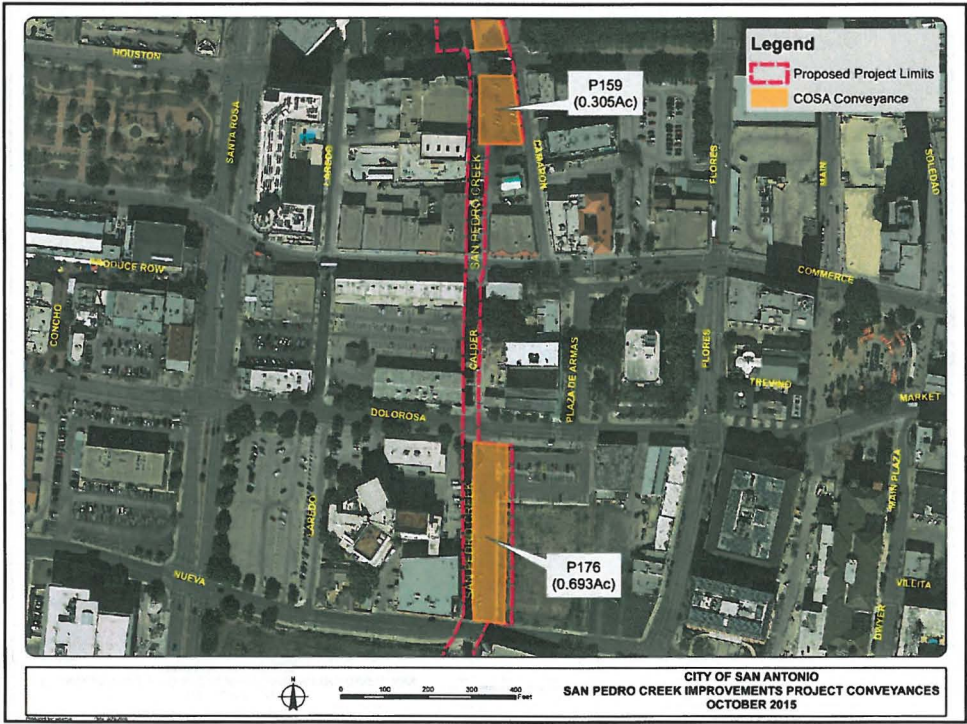 Legend
Proposed Project Limits
COSA Conveyance
HOUSTON
P159
(0.305Ac)
SANTA ROSA
LAREDO
SAN PEDRO CREEK
CAMARON
FLORES
MAIN
SOLEDAD
PRODUCE ROW
COMMERCE
CONCHO
CALDER
PLAZA DE ARMAS
FLORES
TREVINO
MARKET
DOLOROSA
LAREDO
SAN PEDRO CREEK
MAIN PLAZA
NUEVA
P176
(0.693Ac)
VILLITA
DWYER
N
0 100 200 300 400
Feet
CITY OF SAN ANTONIO
SAN PEDRO CREEK IMPROVEMENTS PROJECT CONVEYANCES
OCTOBER 2015